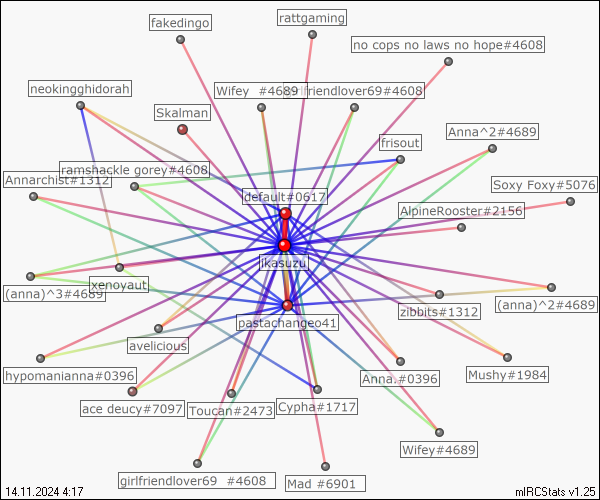 fakedingo
rattgaming
no cops no laws no hope#4608
neokingghidorah
Wifey #4689
girlfriendlover69#4608
Skalman
frisout
Anna^2#4689
Annarchist#1312
ramshackle gorey#4608
default#0617
Soxy Foxy#5076
AlpineRooster#2156
jkasuzu
xenoyaut
(anna)^3#4689
(anna)^2#4689
zibbits#1312
pastachangeo41
avelicious
hypomanianna#0396
Anna.#0396
Mushy#1984
ace deucy#7097
Toucan#2473
Cypha#1717
Wifey#4689
girlfriendlover69 #4608
Mad #6901
14.11.2024 4:17
mIRCStats v1.25